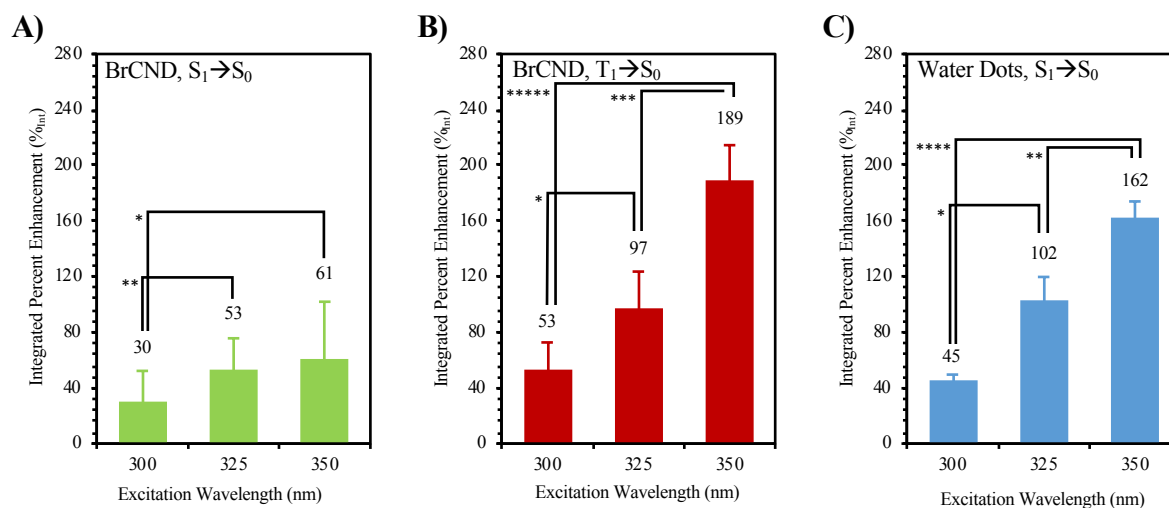 A)
BrCND, S₁→S₀
Integrated Percent Enhancement (%Int)
280
240
200
160
120
80
40
0
*
**
30
53
61
300 325 350
Excitation Wavelength (nm)
B)
BrCND, T₁→S₀
Integrated Percent Enhancement (%Int)
280
240
200
160
120
80
40
0
*****
***
*
53
97
189
300 325 350
Excitation Wavelength (nm)
C)
Water Dots, S₁→S₀
Integrated Percent Enhancement (%Int)
280
240
200
160
120
80
40
0
****
**
*
45
102
162
300 325 350
Excitation Wavelength (nm)